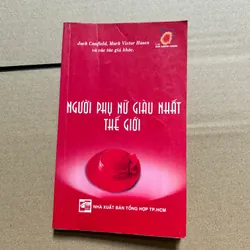 Jack Canfield, Mark Victor Hansen
và các tác giả khác.
NGƯỜI PHỤ NỮ GIÀU NHẤT
THẾ GIỚI
NHÀ XUẤT BẢN TỔNG HỢP TP.HCM